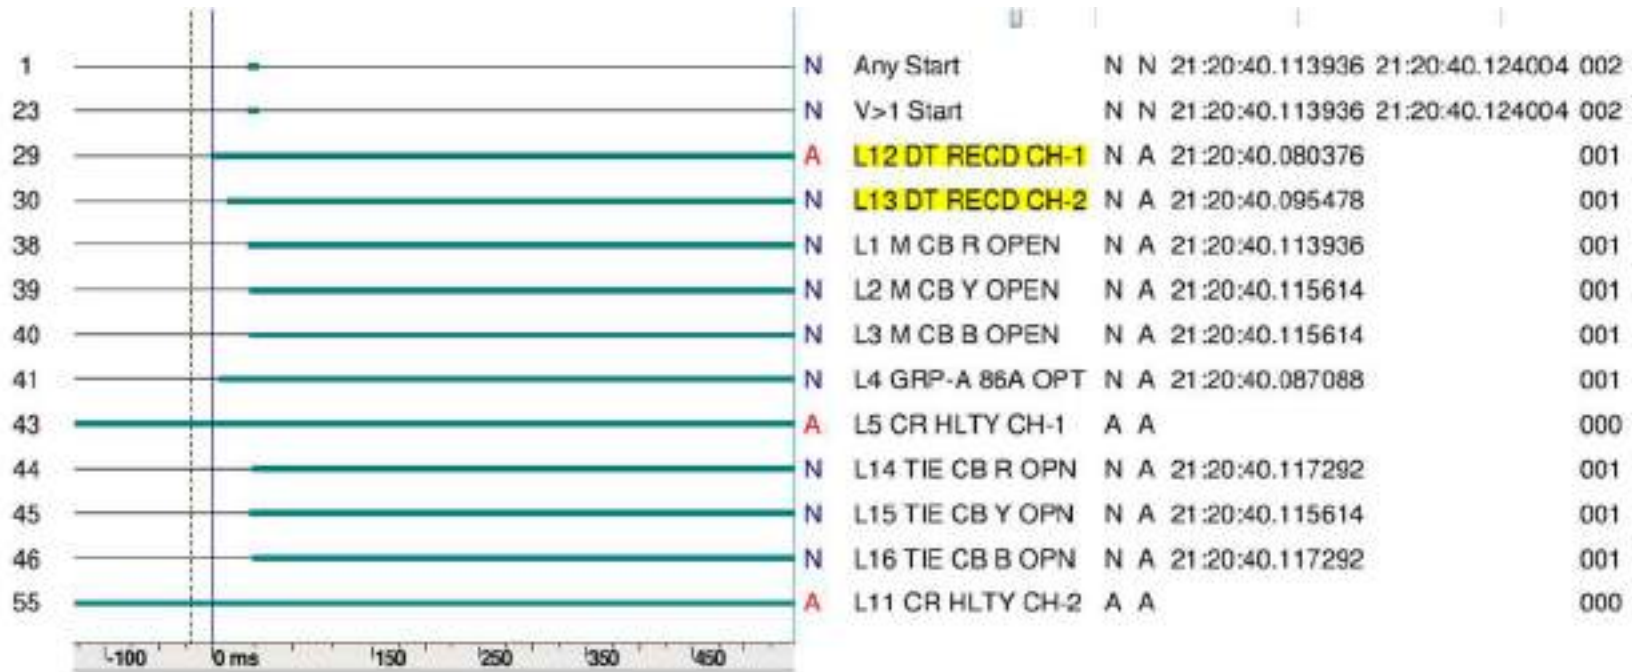 1 N Any Start N N 21:20:40.113936 21:20:40.124004 002
23 N V>1 Start N N 21:20:40.113936 21:20:40.124004 002
29 A L12 DT RECD CH-1 N A 21:20:40.080376 001
30 N L13 DT RECD CH-2 N A 21:20:40.095478 001
38 N L1 M CB R OPEN N A 21:20:40.113936 001
39 N L2 M CB Y OPEN N A 21:20:40.115614 001
40 N L3 M CB B OPEN N A 21:20:40.115614 001
41 N L4 GRP-A 86A OPT N A 21:20:40.087088 001
43 A L5 CR HLTY CH-1 A A 000
44 N L14 TIE CB R OPN N A 21:20:40.117292 001
45 N L15 TIE CB Y OPN N A 21:20:40.115614 001
46 N L16 TIE CB B OPN N A 21:20:40.117292 001
55 A L11 CR HLTY CH-2 A A 000
-100 0 ms 150 250 350 450